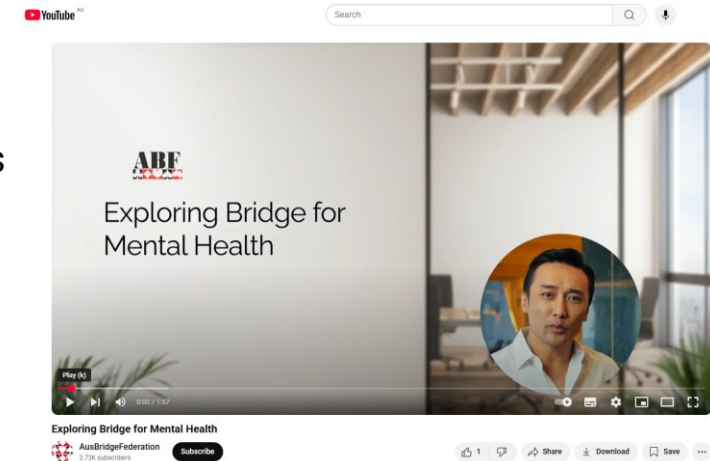 YouTube AU
Search
s
ABF
Exploring Bridge for
Mental Health
Play (k)
0:02 / 1:57
Exploring Bridge for Mental Health
AusBridgeFederation
2.73K subscribers
Subscribe
1
Share
Download
Save